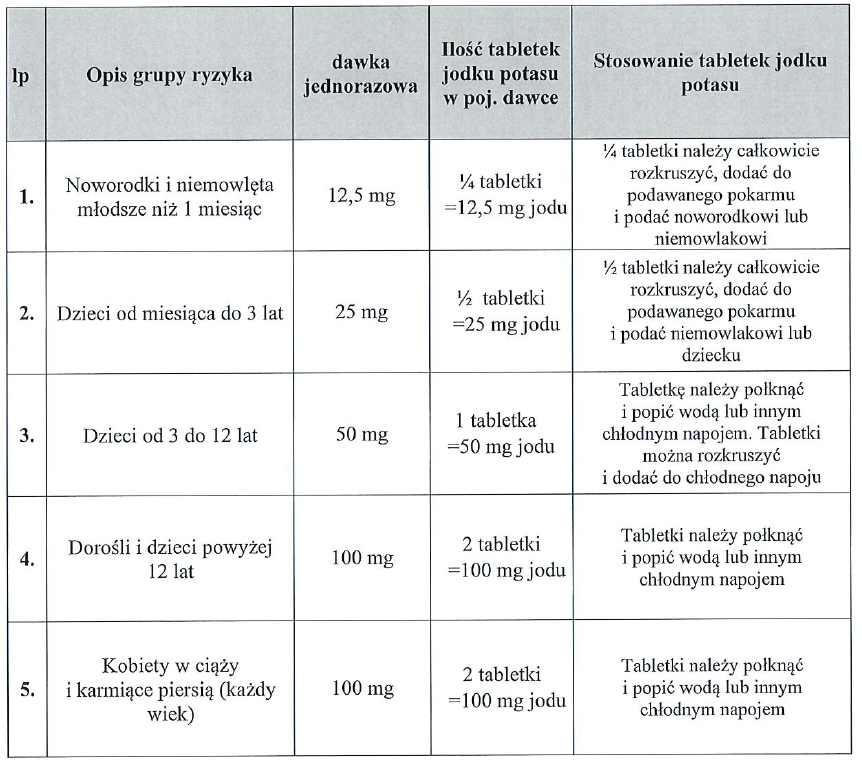 lp
Opis grupy ryzyka
dawka
jednorazowa
Ilość tabletek
jodku potasu
w poj. dawce
Stosowanie tabletek jodku
potasu
1.
Noworodki i niemowlęta
młodsze niż 1 miesiąc
12,5 mg
¼ tabletki
=12,5 mg jodu
¼ tabletki należy całkowicie
rozkruszyć, dodać do
podawanego pokarmu
i podać noworodkowi lub
niemowlakowi
2.
Dzieci od miesiąca do 3 lat
25 mg
½ tabletki
=25 mg jodu
½ tabletki należy całkowicie
rozkruszyć, dodać do
podawanego pokarmu
i podać niemowlakowi lub
dziecku
3.
Dzieci od 3 do 12 lat
50 mg
1 tabletka
=50 mg jodu
Tabletkę należy połknąć
i popić wodą lub innym
chłodnym napojem. Tabletki
można rozkruszyć
i dodać do chłodnego napoju
4.
Dorośli i dzieci powyżej
12 lat
100 mg
2 tabletki
=100 mg jodu
Tabletki należy połknąć
i popić wodą lub innym
chłodnym napojem
5.
Kobiety w ciąży
i karmiące piersią (każdy
wiek)
100 mg
2 tabletki
=100 mg jodu
Tabletki należy połknąć
i popić wodą lub innym
chłodnym napojem